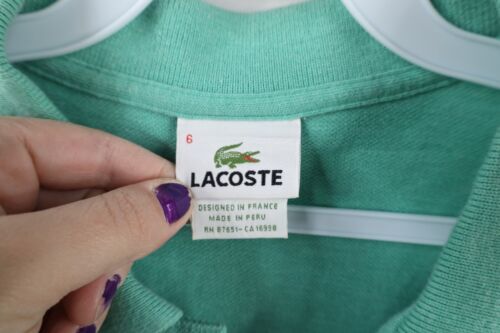 6
LACOSTE
DESIGNED IN FRANCE
MADE IN PERU
RN 87651-CA 16998